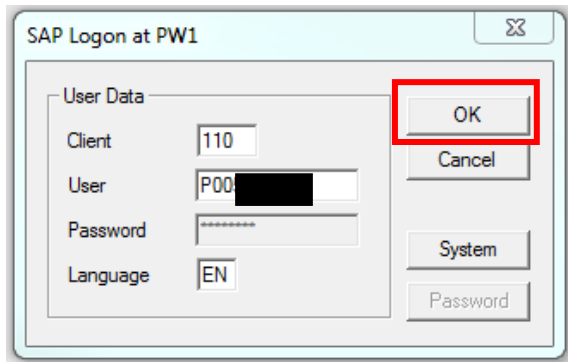 SAP Logon at PW1
User Data
Client 110
User P00
Password ********
Language EN
OK
Cancel
System
Password